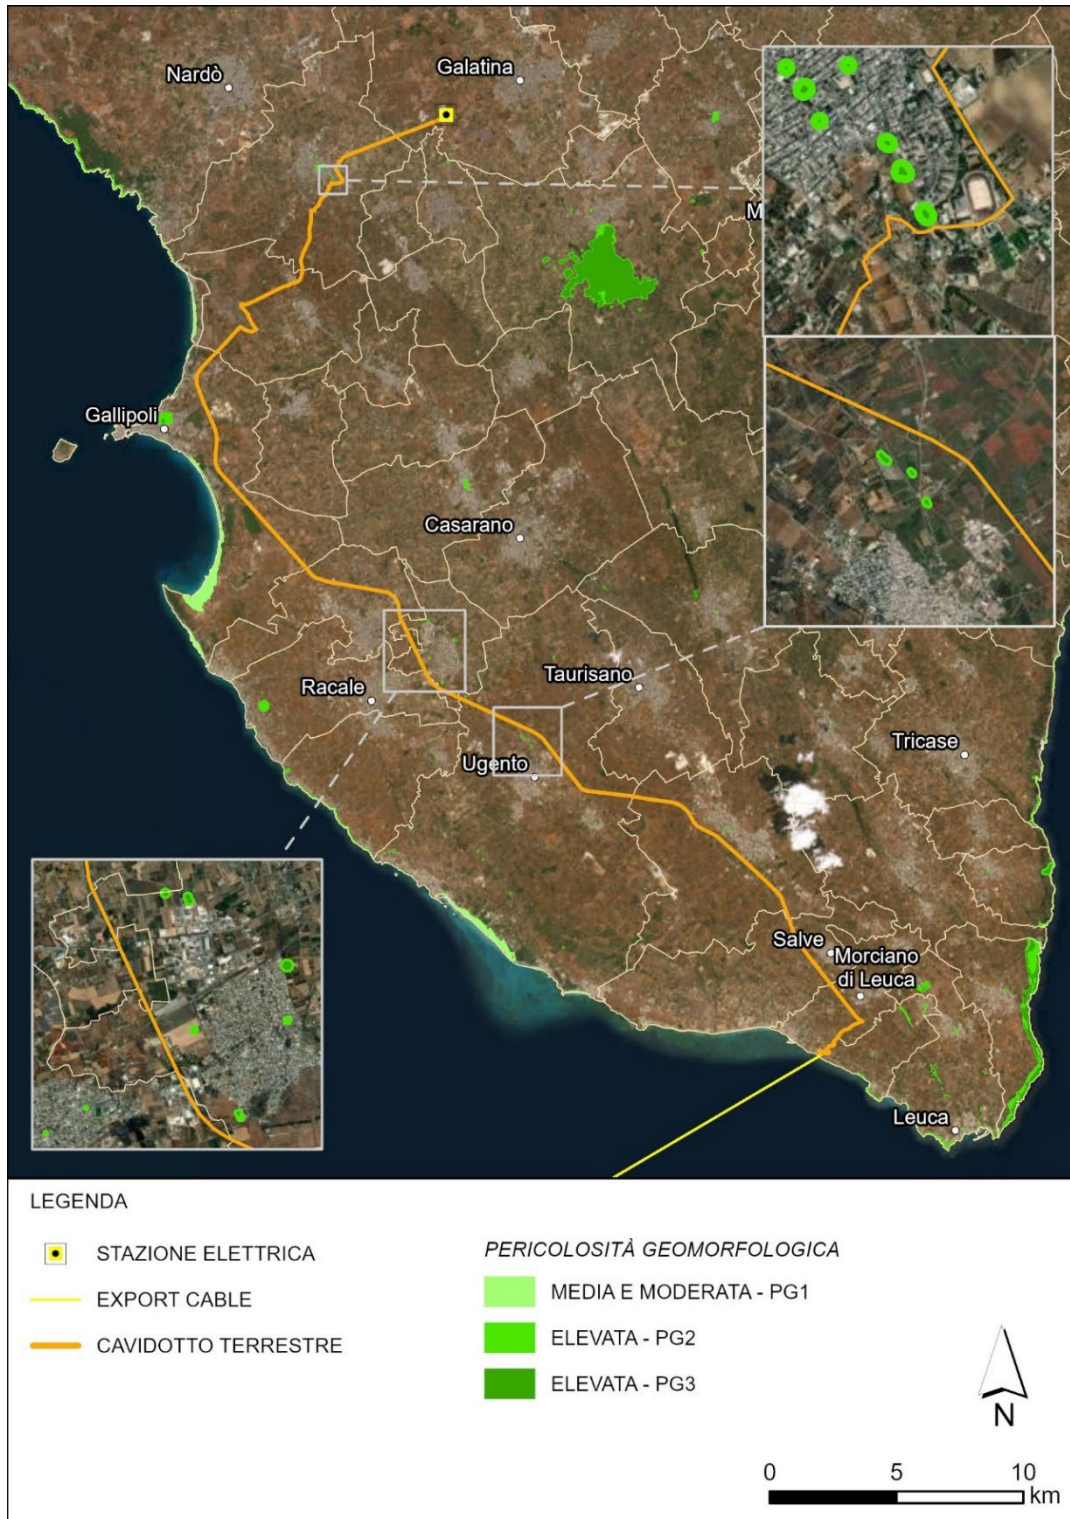 Nardò
Galatina
M
Gallipoli
Casarano
Racale
Taurisano
Ugento
Tricase
Salve
Morciano
di Leuca
Leuca
LEGENDA
STAZIONE ELETTRICA
EXPORT CABLE
CAVIDOTTO TERRESTRE
PERICOLOSITÀ GEOMORFOLOGICA
MEDIA E MODERATA - PG1
ELEVATA - PG2
ELEVATA - PG3
N
0 5 10
km